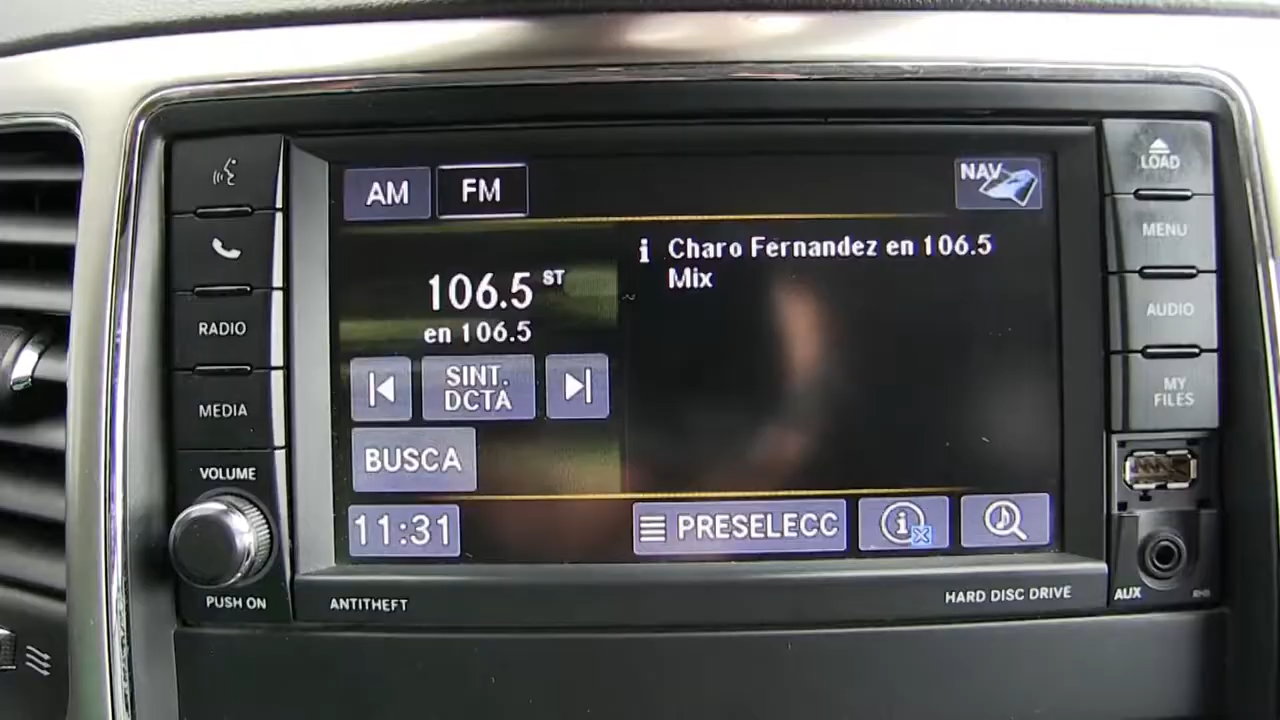 LOAD
AM
FM
NAV
MENU
Charo Fernandez en 106.5
Mix
106.5 ST
en 106.5
RADIO
AUDIO
SINT.
DCTA
MY
FILES
MEDIA
BUSCA
VOLUME
11:31
PRESELECC
PUSH ON
ANTITHEFT
HARD DISC DRIVE
AUX